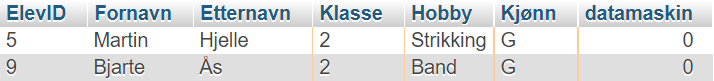 ElevID Fornavn Etternavn Klasse Hobby Kjønn datamaskin
5 Martin Hjelle 2 Strikking G 0
9 Bjarte Ås 2 Band G 0